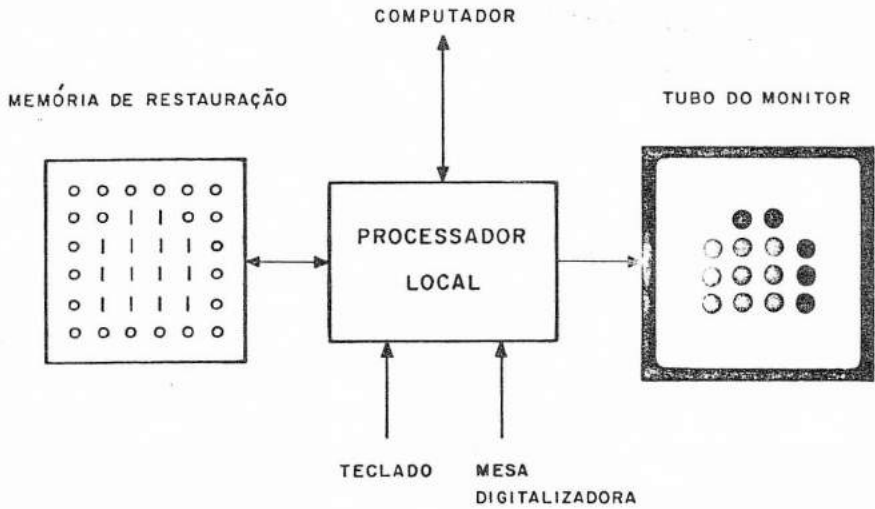 COMPUTADOR
MEMÓRIA DE RESTAURAÇÃO
TUBO DO MONITOR
o o o o o o
o o | | o o
o | | | | o
o | | | | o
o | | | | o
o o o o o o
PROCESSADOR
LOCAL
TECLADO
MESA
DIGITALIZADORA